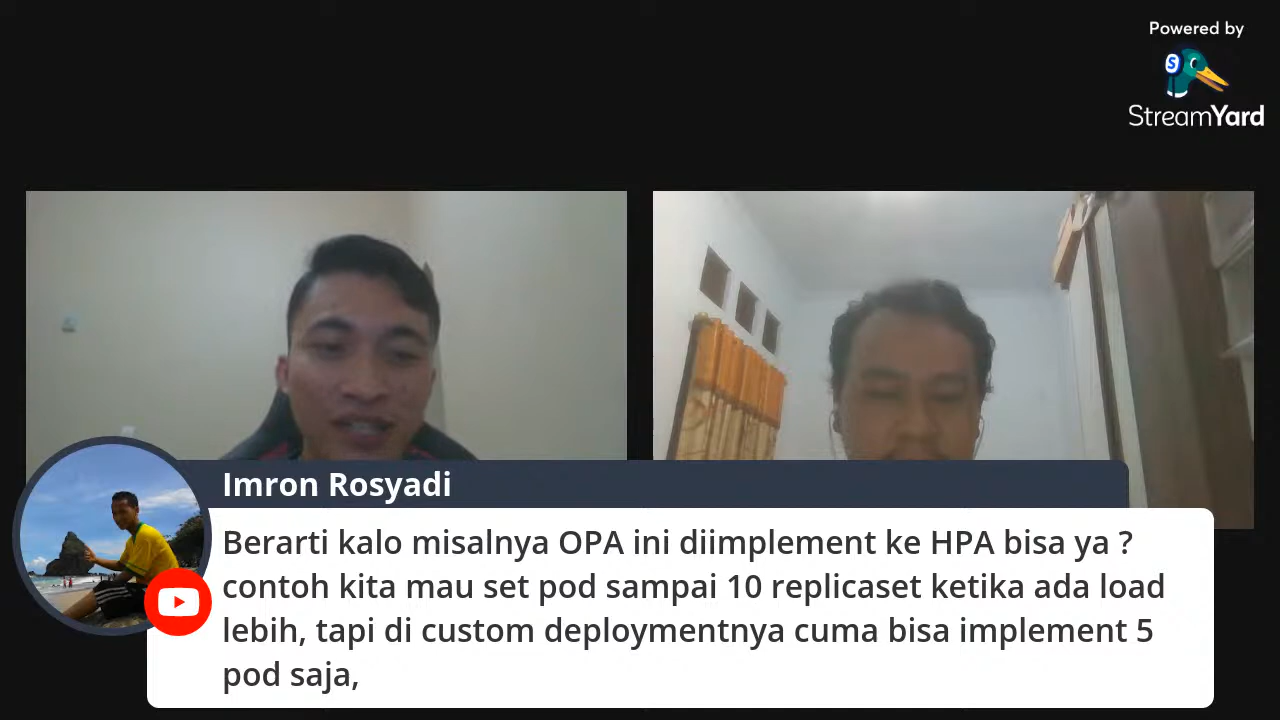 Powered by
S
StreamYard
Imron Rosyadi
Berarti kalo misalnya OPA ini diimplement ke HPA bisa ya ?
contoh kita mau set pod sampai 10 replicaset ketika ada load
lebih, tapi di custom deploymentnya cuma bisa implement 5
pod saja,